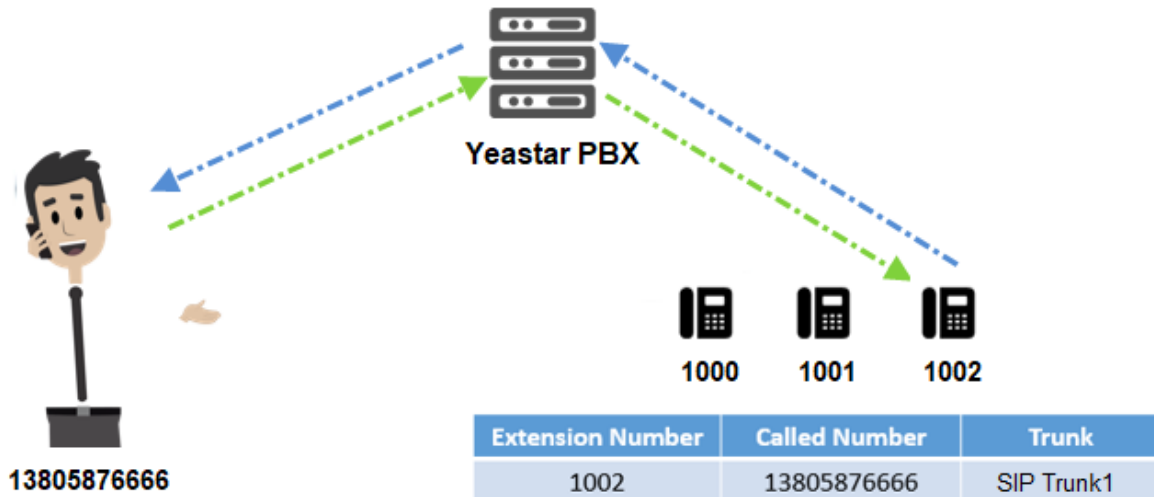 Yeastar PBX
1000 1001 1002
13805876666
Extension Number Called Number Trunk
1002 13805876666 SIP Trunk1